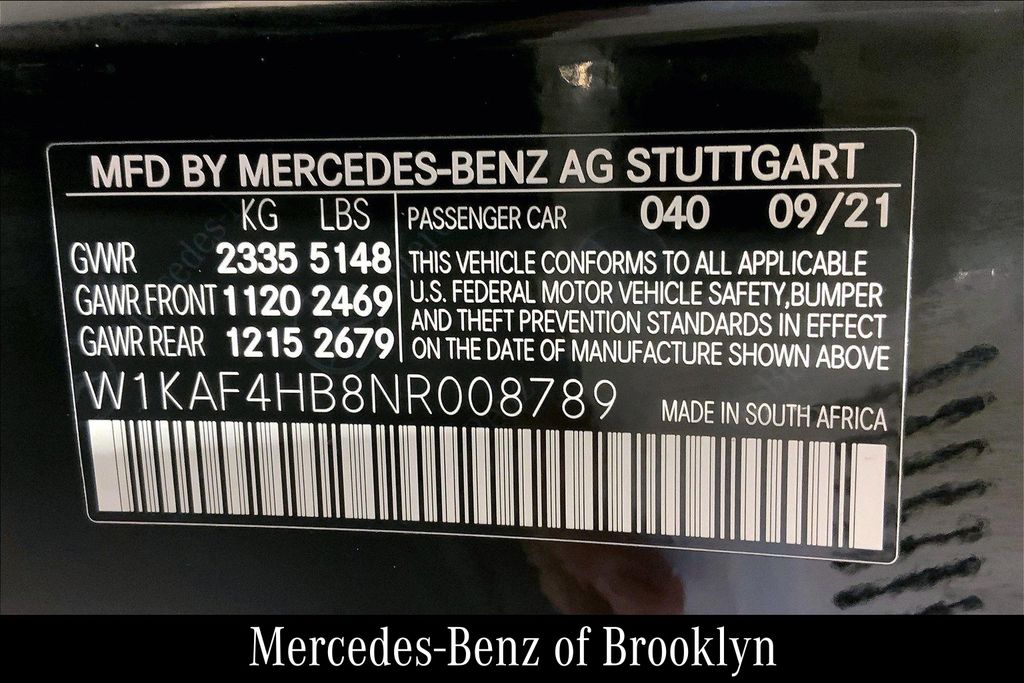 MFD BY MERCEDES-BENZ AG STUTTGART
KG LBS
GVWR 2335 5148
GAWR FRONT 1120 2469
GAWR REAR 1215 2679
PASSENGER CAR 040 09/21
THIS VEHICLE CONFORMS TO ALL APPLICABLE
U.S. FEDERAL MOTOR VEHICLE SAFETY,BUMPER
AND THEFT PREVENTION STANDARDS IN EFFECT
ON THE DATE OF MANUFACTURE SHOWN ABOVE
W1KAF4HB8NR008789
MADE IN SOUTH AFRICA
Mercedes-Benz of Brooklyn